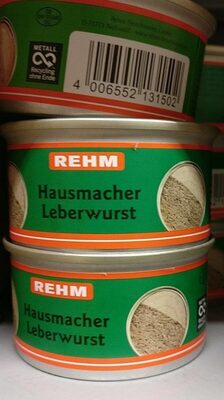 METALL
Recycling
ohne Ende
4 006552 131502
REHM
Hausmacher
Leberwurst
REHM
Hausmacher
Leberwurst